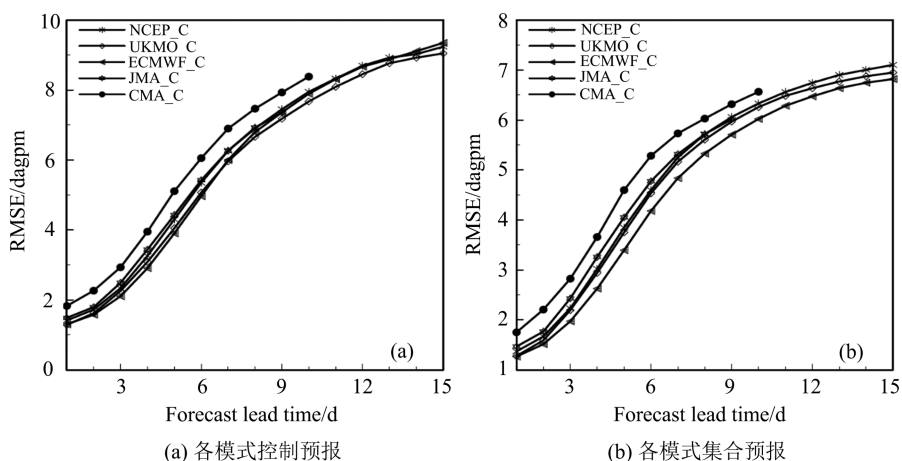 10
8
6
4
2
0
RMSE/dagpm
NCEP_C
UKMO_C
ECMWF_C
JMA_C
CMA_C
(a)
3 6 9 12 15
Forecast lead time/d
(a) 各模式控制预报
8
7
6
5
4
3
2
1
RMSE/dagpm
NCEP_C
UKMO_C
ECMWF_C
JMA_C
CMA_C
(b)
3 6 9 12 15
Forecast lead time/d
(b) 各模式集合预报